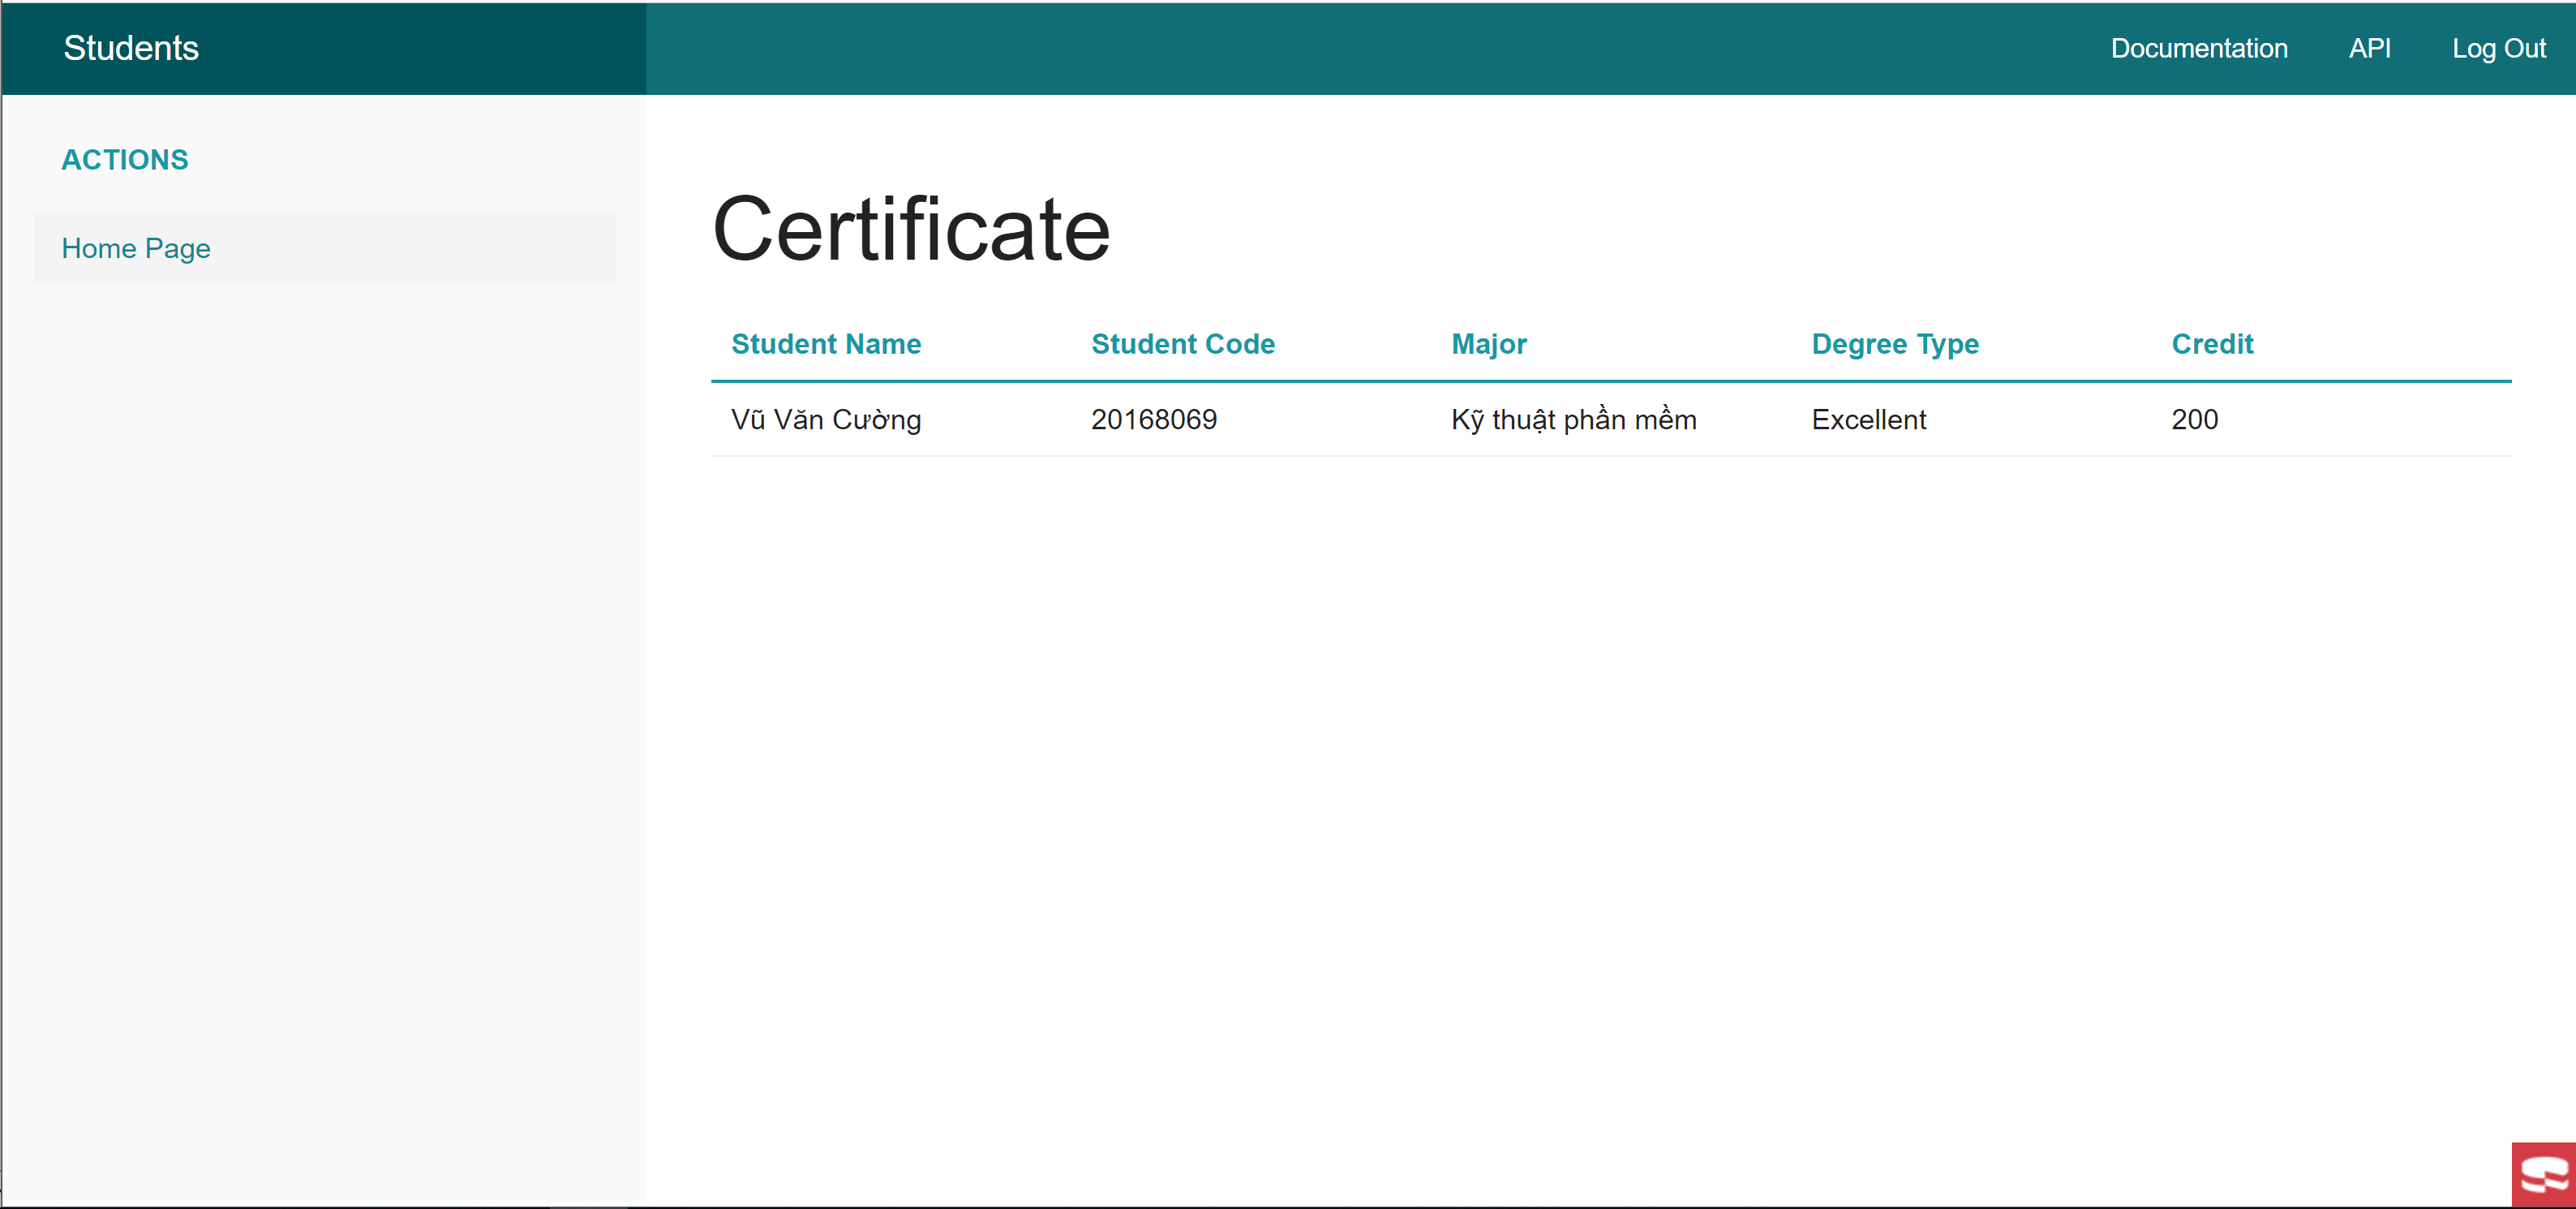 Students Documentation API Log Out
ACTIONS
Home Page
Certificate
Student Name Student Code Major Degree Type Credit
Vũ Văn Cường 20168069 Kỹ thuật phần mềm Excellent 200